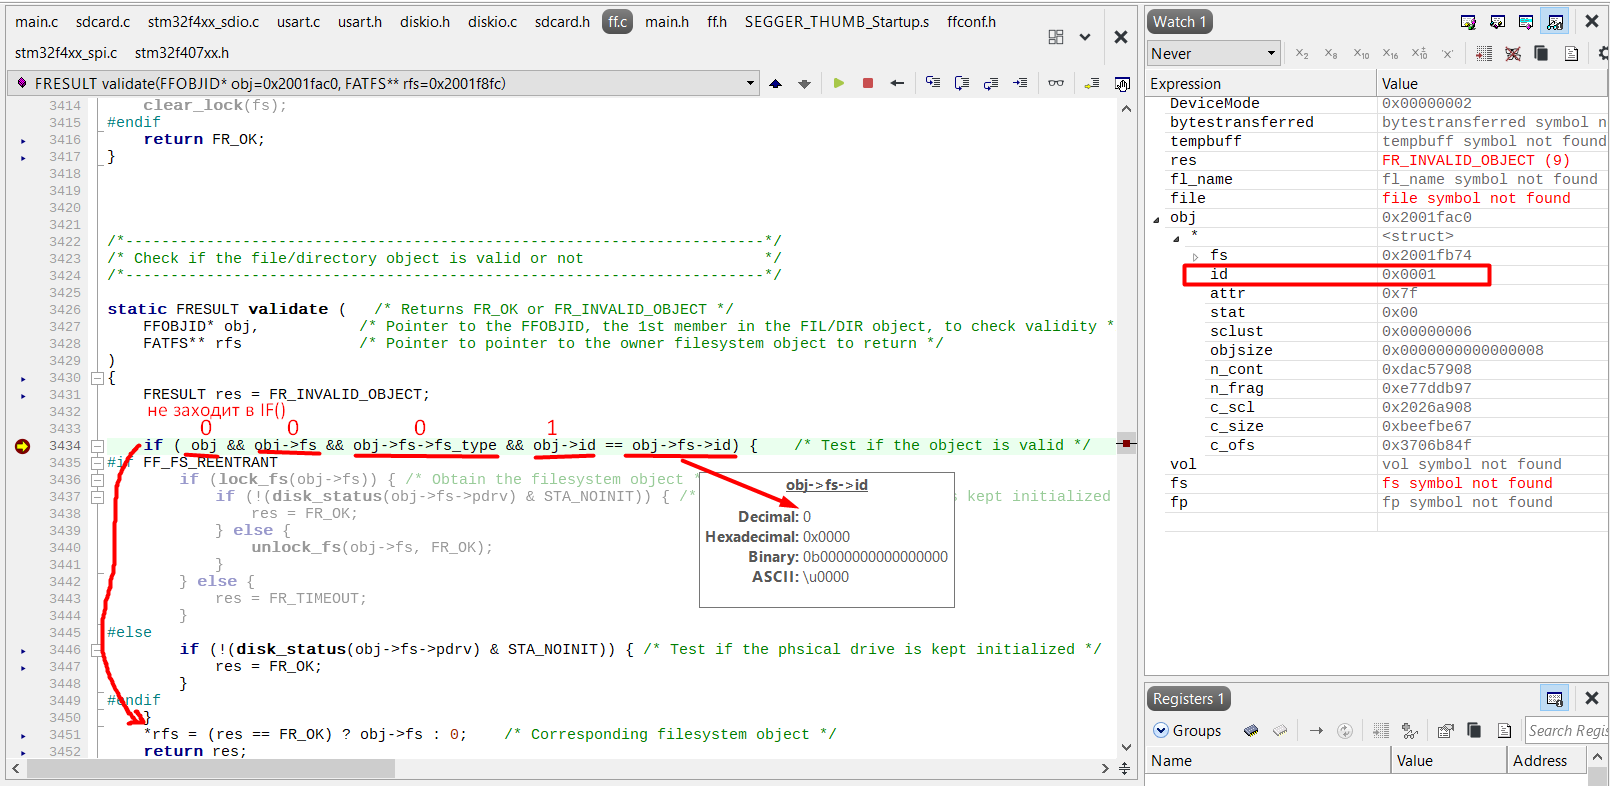 main.c sdcard.c stm32f4xx_sdio.c usart.c usart.h diskio.h diskio.c sdcard.h ff.c main.h ff.h SEGGER_THUMB_Startup.s ffconf.h
stm32f4xx_spi.c stm32f407xx.h
FRESULT validate(FFOBJID* obj=0x2001fac0, FATFS** rfs=0x2001f8fc)
3414 clear_lock(fs);
3415 #endif
3416 return FR_OK;
3417 }
3418
3419
3420
3421
3422 /*-----------------------------------------------------------------------*/
3423 /* Check if the file/directory object is valid or not */
3424 /*-----------------------------------------------------------------------*/
3425
3426 static FRESULT validate ( /* Returns FR_OK or FR_INVALID_OBJECT */
3427 FFOBJID* obj, /* Pointer to the FFOBJID, the 1st member in the FIL/DIR object, to check validity *
3428 FATFS** rfs /* Pointer to pointer to the owner filesystem object to return */
3429 )
3430 {
3431 FRESULT res = FR_INVALID_OBJECT;
3432 не заходит в IF()
3433 0 0 0 1
3434 if ( obj && obj->fs && obj->fs->fs_type && obj->id == obj->fs->id) { /* Test if the object is valid */
3435 #if FF_FS_REENTRANT
3436 if (lock_fs(obj->fs)) { /* Obtain the filesystem object *
3437 if (!(disk_status(obj->fs->pdrv) & STA_NOINIT)) { /* s kept initialized
3438 res = FR_OK;
3439 } else {
3440 unlock_fs(obj->fs, FR_OK);
3441 }
3442 } else {
3443 res = FR_TIMEOUT;
3444 }
3445 #else
3446 if (!(disk_status(obj->fs->pdrv) & STA_NOINIT)) { /* Test if the phsical drive is kept initialized */
3447 res = FR_OK;
3448 }
3449 #endif
3450 }
3451 *rfs = (res == FR_OK) ? obj->fs : 0; /* Corresponding filesystem object */
3452 return res;
obj->fs->id
Decimal: 0
Hexadecimal: 0x0000
Binary: 0b0000000000000000
ASCII: \u0000
Watch 1
Never x2 x8 x10 x16 x±10 x'
Expression Value
DeviceMode 0x00000002
bytestransferred bytestransferred symbol n
tempbuff tempbuff symbol not found
res FR_INVALID_OBJECT (9)
fl_name fl_name symbol not found
file file symbol not found
obj 0x2001fac0
* <struct>
fs 0x2001fb74
id 0x0001
attr 0x7f
stat 0x00
sclust 0x00000006
objsize 0x0000000000000008
n_cont 0xdac57908
n_frag 0xe77ddb97
c_scl 0x2026a908
c_size 0xbeefbe67
c_ofs 0x3706b84f
vol vol symbol not found
fs fs symbol not found
fp fp symbol not found
Registers 1
Groups Search Regis
Name Value Address